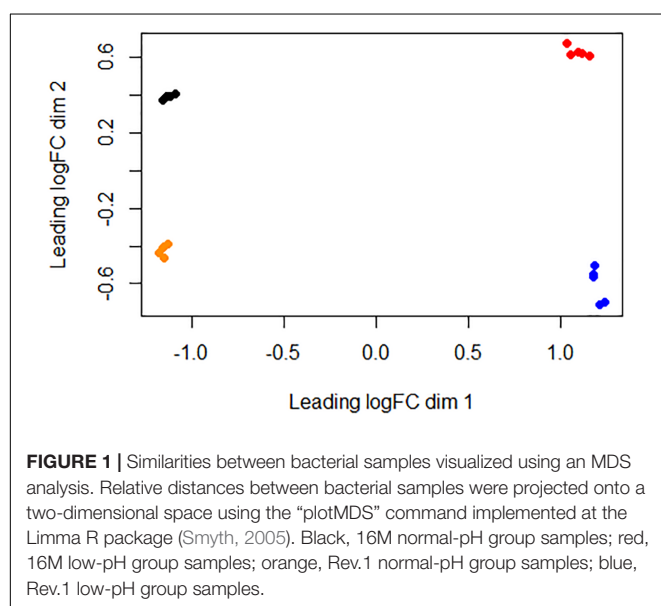 0.6
0.2
-0.2
-0.6
Leading logFC dim 2
-1.0 -0.5 0.0 0.5 1.0
Leading logFC dim 1
FIGURE 1 | Similarities between bacterial samples visualized using an MDS
analysis. Relative distances between bacterial samples were projected onto a
two-dimensional space using the “plotMDS” command implemented at the
Limma R package (Smyth, 2005). Black, 16M normal-pH group samples; red,
16M low-pH group samples; orange, Rev.1 normal-pH group samples; blue,
Rev.1 low-pH group samples.